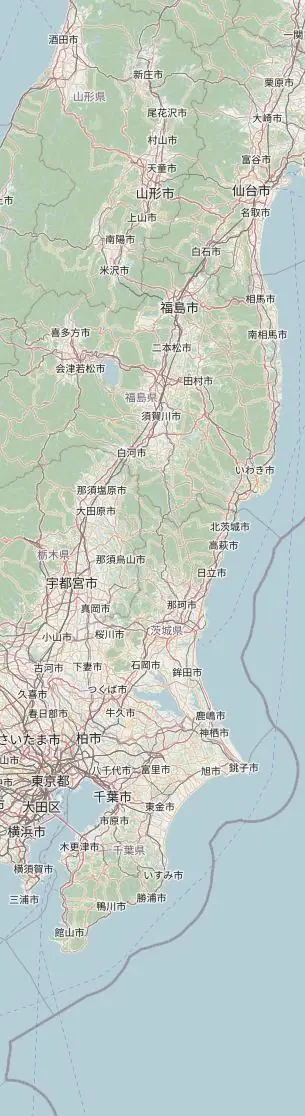 酒田市
一関
新庄市
栗原市
山形県
尾花沢市
大崎市
村山市
富谷市
天童市
山形市
仙台市
上山市
名取市
南陽市
白石市
米沢市
相馬市
福島市
喜多方市
南相馬市
二本松市
会津若松市
田村市
福島県
須賀川市
白河市
いわき市
那須塩原市
大田原市
北茨城市
高萩市
栃木県
那須烏山市
日立市
宇都宮市
真岡市
那珂市
小山市
桜川市
茨城県
古河市
下妻市
石岡市
鉾田市
久喜市
つくば市
春日部市
牛久市
鹿嶋市
神栖市
さいたま市
柏市
山市
八千代市
富里市
旭市
銚子市
東京都
千葉市
大田区
東金市
横浜市
市原市
木更津市
千葉県
横須賀市
いすみ市
三浦市
勝浦市
鴨川市
館山市